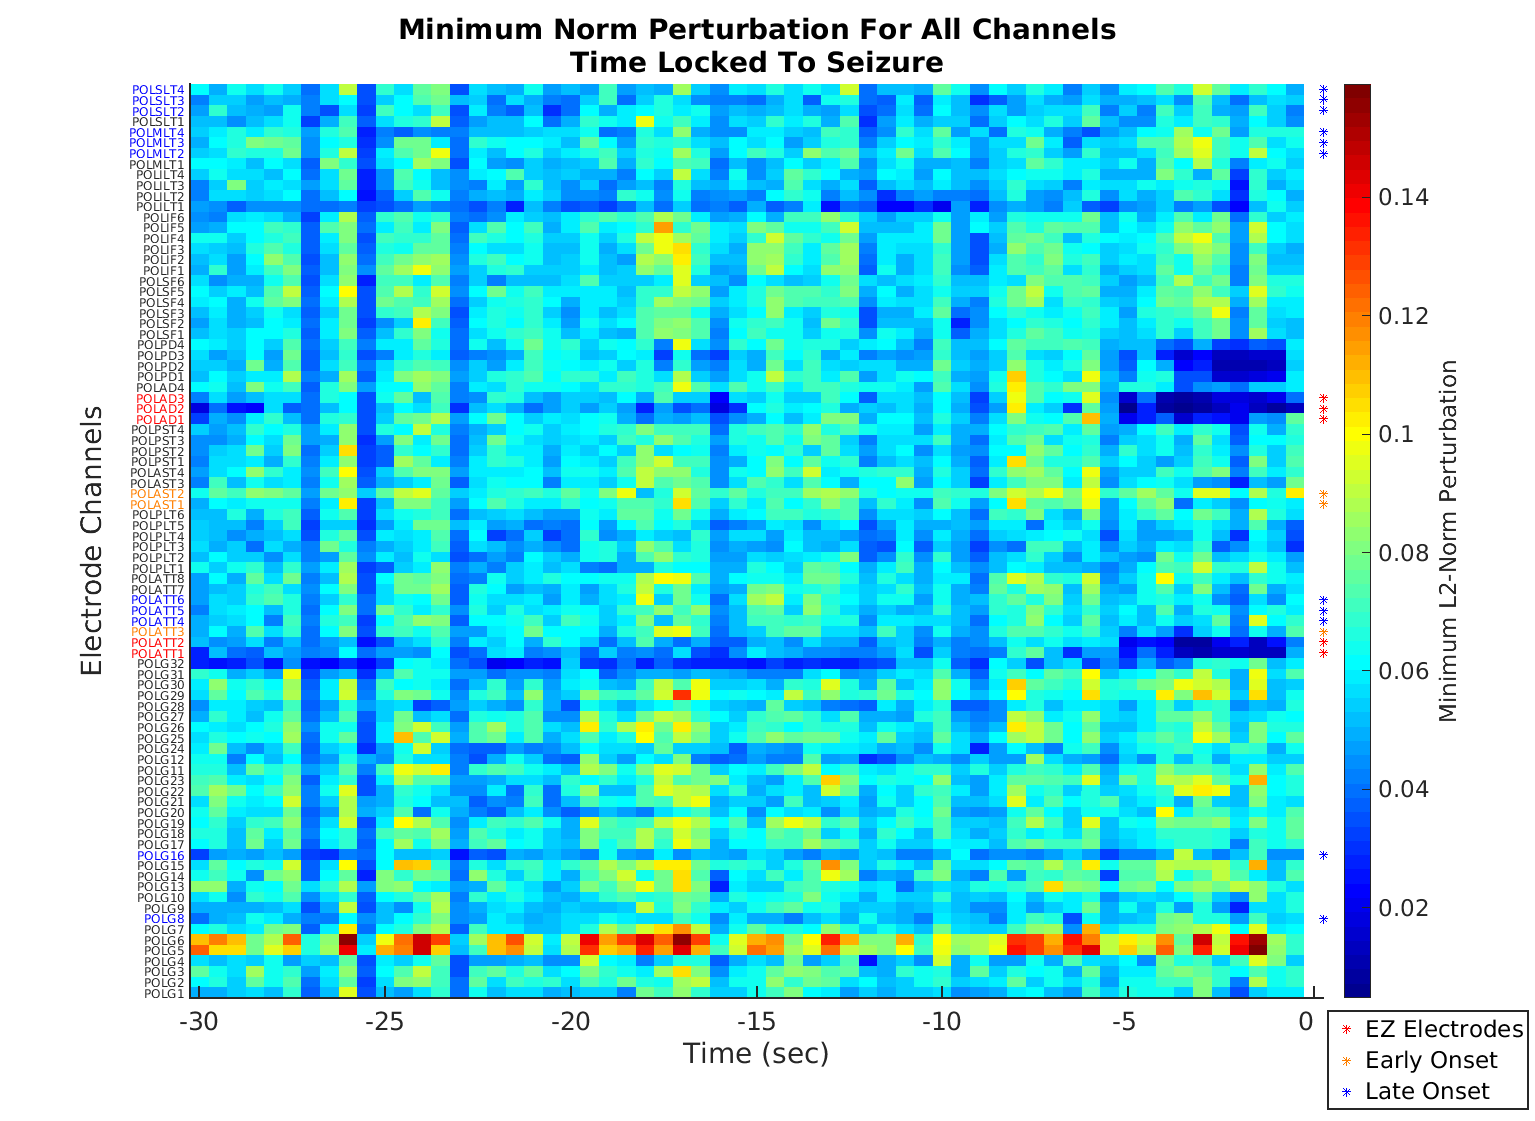 Minimum Norm Perturbation For All Channels
Time Locked To Seizure
Electrode Channels
POLSLT4
POLSLT3
POLSLT2
POLSLT1
POLMLT4
POLMLT3
POLMLT2
POLMLT1
POLILT4
POLILT3
POLILT2
POLILT1
POLIF6
POLIF5
POLIF4
POLIF3
POLIF2
POLIF1
POLSF6
POLSF5
POLSF4
POLSF3
POLSF2
POLSF1
POLPD4
POLPD3
POLPD2
POLPD1
POLAD4
POLAD3
POLAD2
POLAD1
POLPST4
POLPST3
POLPST2
POLPST1
POLAST4
POLAST3
POLAST2
POLAST1
POLPLT6
POLPLT5
POLPLT4
POLPLT3
POLPLT2
POLPLT1
POLATT8
POLATT7
POLATT6
POLATT5
POLATT4
POLATT3
POLATT2
POLATT1
POLG32
POLG31
POLG30
POLG29
POLG28
POLG27
POLG26
POLG25
POLG24
POLG12
POLG11
POLG23
POLG22
POLG21
POLG20
POLG19
POLG18
POLG17
POLG16
POLG15
POLG14
POLG13
POLG10
POLG9
POLG8
POLG7
POLG6
POLG5
POLG4
POLG3
POLG2
POLG1
-30 -25 -20 -15 -10 -5 0
Time (sec)
0.14
0.12
0.1
0.08
0.06
0.04
0.02
Minimum L2-Norm Perturbation
EZ Electrodes
Early Onset
Late Onset